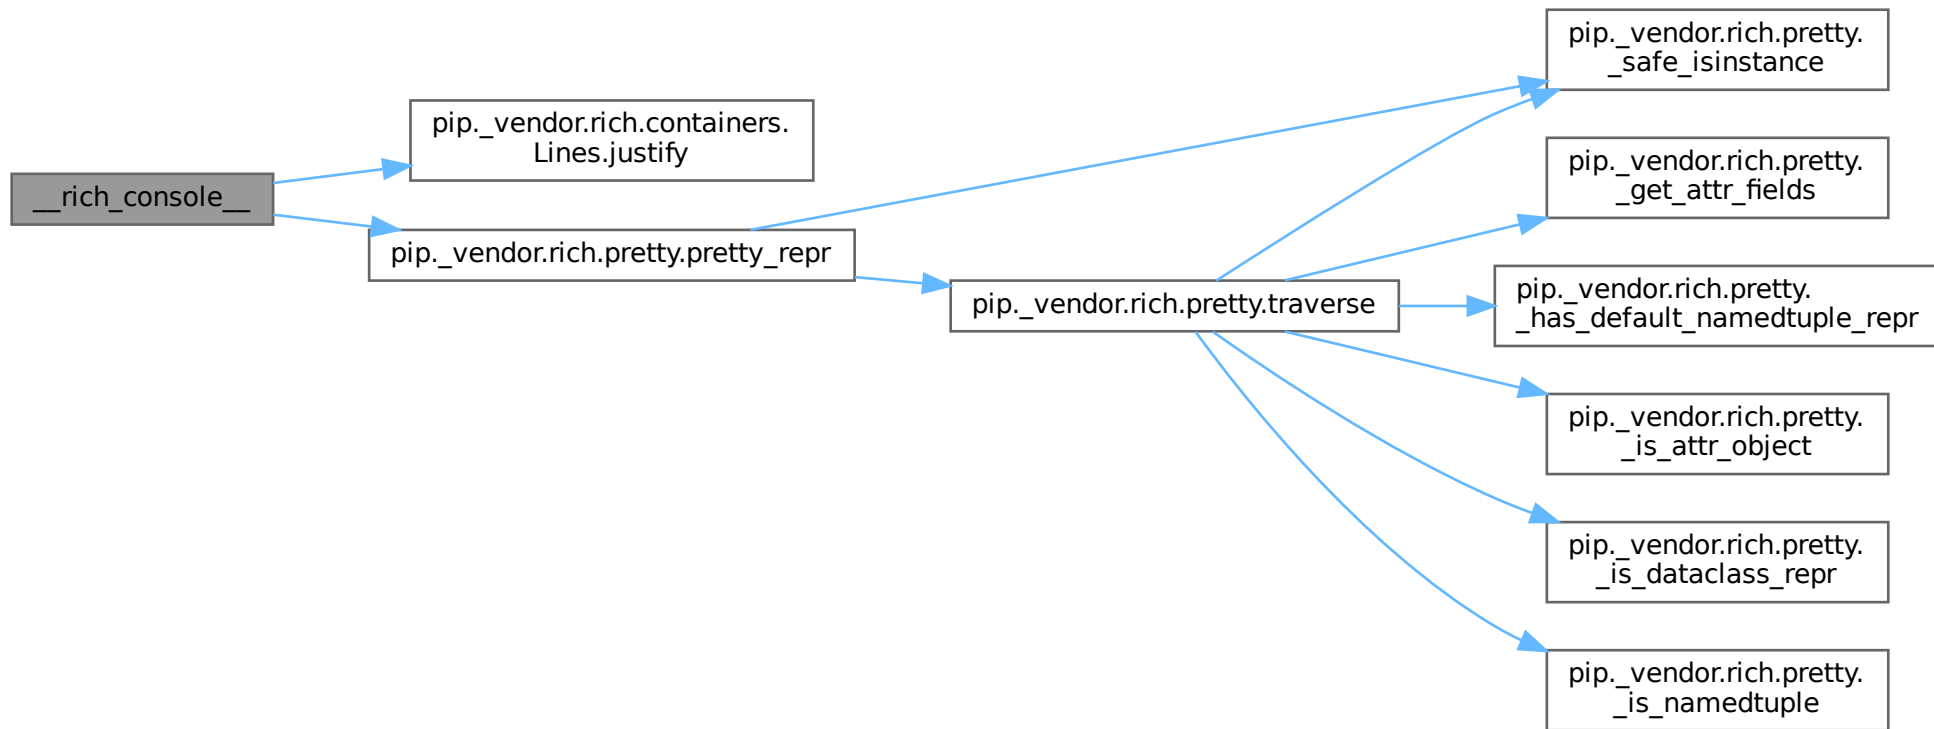 __rich_console__
pip._vendor.rich.containers.
Lines.justify
pip._vendor.rich.pretty.pretty_repr
pip._vendor.rich.pretty.traverse
pip._vendor.rich.pretty.
_safe_isinstance
pip._vendor.rich.pretty.
_get_attr_fields
pip._vendor.rich.pretty.
_has_default_namedtuple_repr
pip._vendor.rich.pretty.
_is_attr_object
pip._vendor.rich.pretty.
_is_dataclass_repr
pip._vendor.rich.pretty.
_is_namedtuple